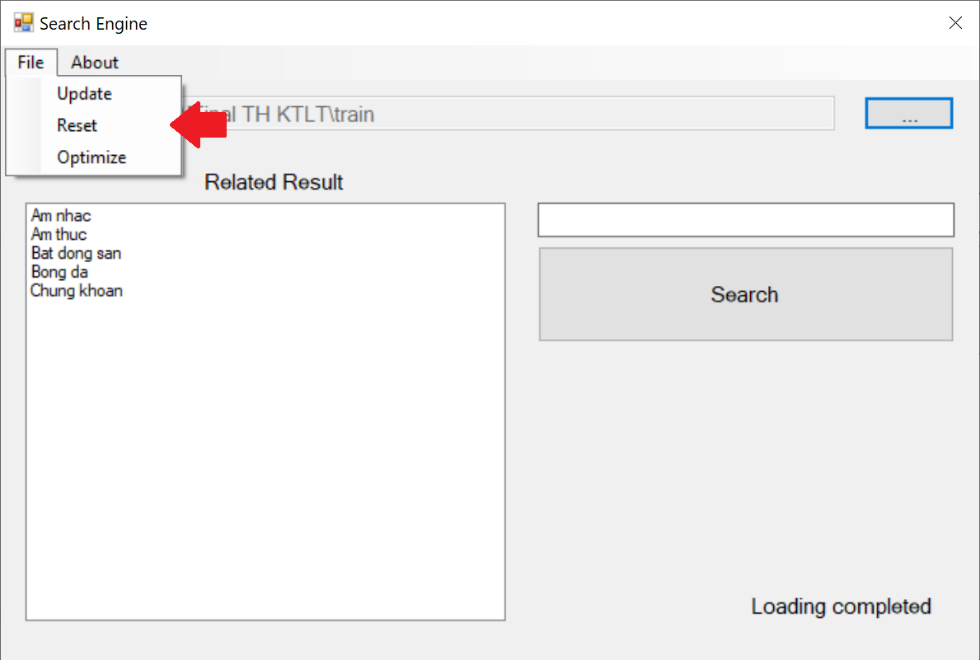 Search Engine
File About
Update
Reset
Optimize
TH KTLT\train
...
Related Result
Am nhac
Am thuc
Bat dong san
Bong da
Chung khoan
Search
Loading completed